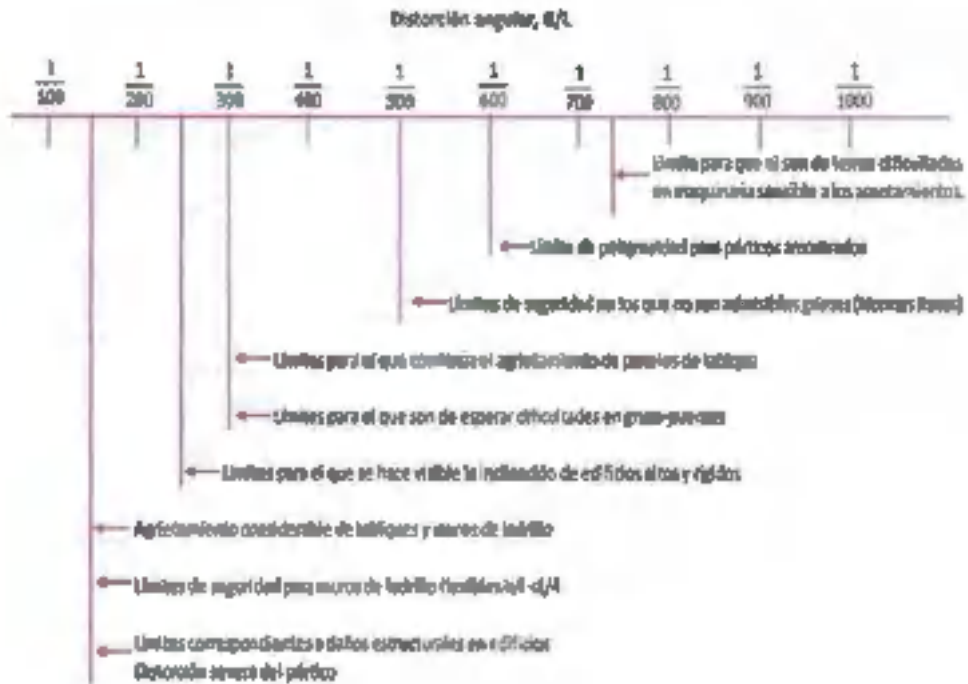 Distorción angular, δ/L
1/100 1/200 1/300 1/400 1/500 1/600 1/700 1/800 1/900 1/1000
Límite para que el son de temer dificultades
en maquinaria sensible a los asentamientos.
Límite de peligrosidad para pórticos arriostrados
Límites de seguridad en los que no son admisibles grietas
Límites para el que comienza el agrietamiento de paneles de tabique
Límites para el que son de esperar dificultades en grúas-puentes
Límites para el que se hace visible la inclinación de edificios altos y rígidos
Agrietamiento considerable de tabiques y muros de ladrillo
Límites de seguridad para muros de ladrillo flexibles
Límites correspondientes a daños estructurales en edificios
Distorsión severa del pórtico